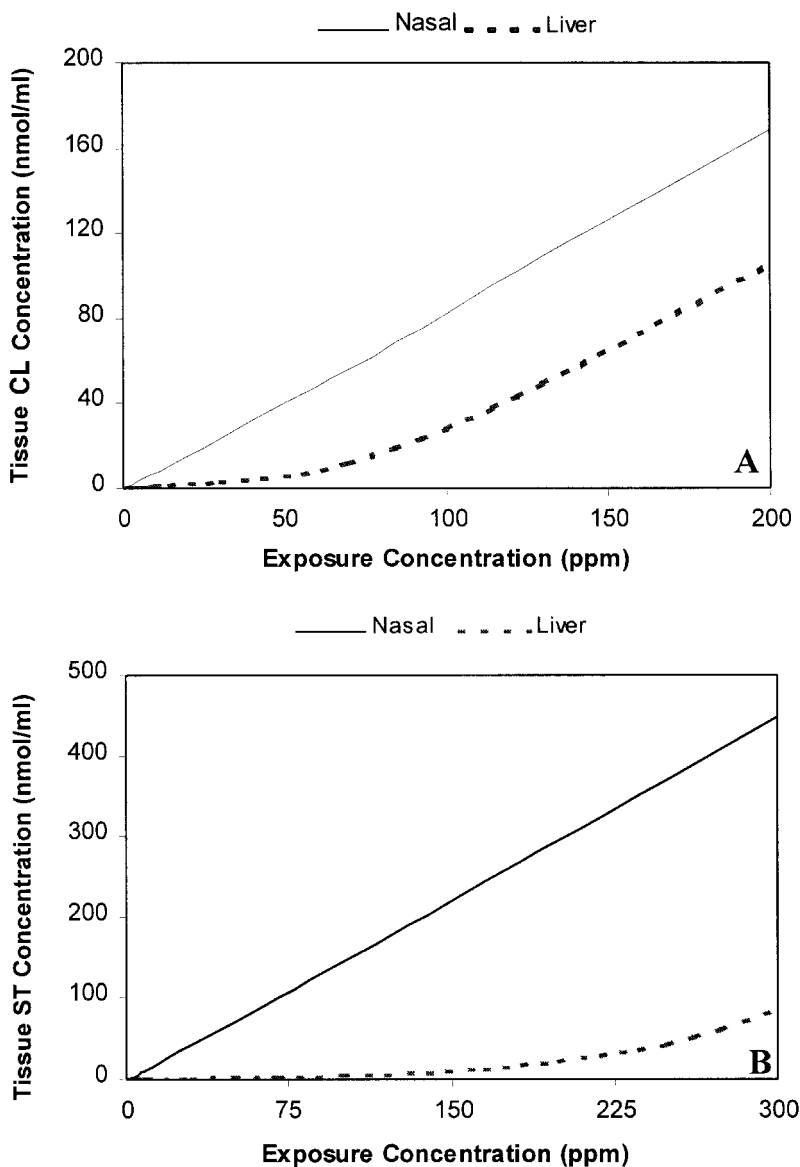 Nasal Liver
200
160
120
80
40
0
Tissue CL Concentration (nmol/ml)
A
0 50 100 150 200
Exposure Concentration (ppm)
Nasal Liver
500
400
300
200
100
0
Tissue ST Concentration (nmol/ml)
B
0 75 150 225 300
Exposure Concentration (ppm)